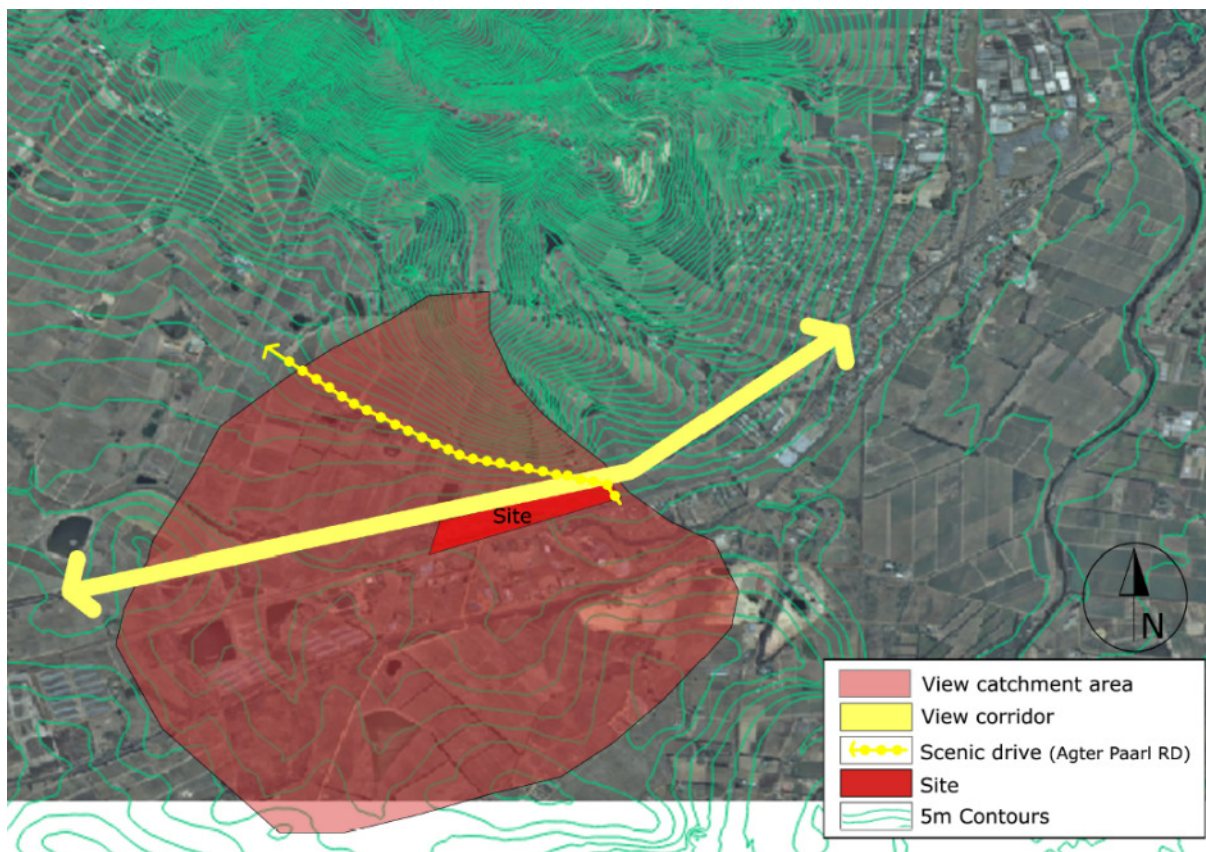 Site
N
View catchment area
View corridor
Scenic drive (Agter Paarl RD)
Site
5m Contours